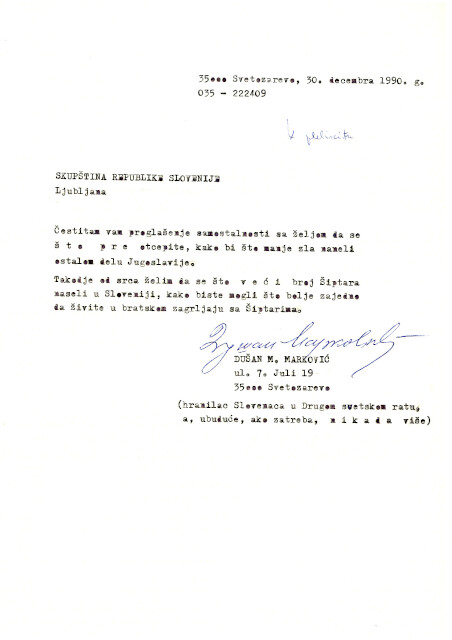 35ooo Svetozarevo, 30. decembra 1990. g.
035 - 222409
K plebiscitu
SKUPŠTINA REPUBLIKE SLOVENIJE
Ljubljana
Čestitam vam proglašenje samostalnosti sa željom da se
š t o   p r e  otcepite, kako bi što manje zla naneli
ostalom delu Jugoslavije.
Takodje od srca želim da se što  v e ć i  broj Šiptara
naseli u Sloveniji, kako biste mogli što bolje zajedno
da živite u bratskom zagrljaju sa Šiptarima.
Душан Марковић
DUŠAN M. MARKOVIĆ
ul. 7. Juli 19
35ooo Svetozarevo
(hranilac Slovenaca u Drugom svetskom ratu,
a, ubuduće, ako zatreba, n i k a d a više)